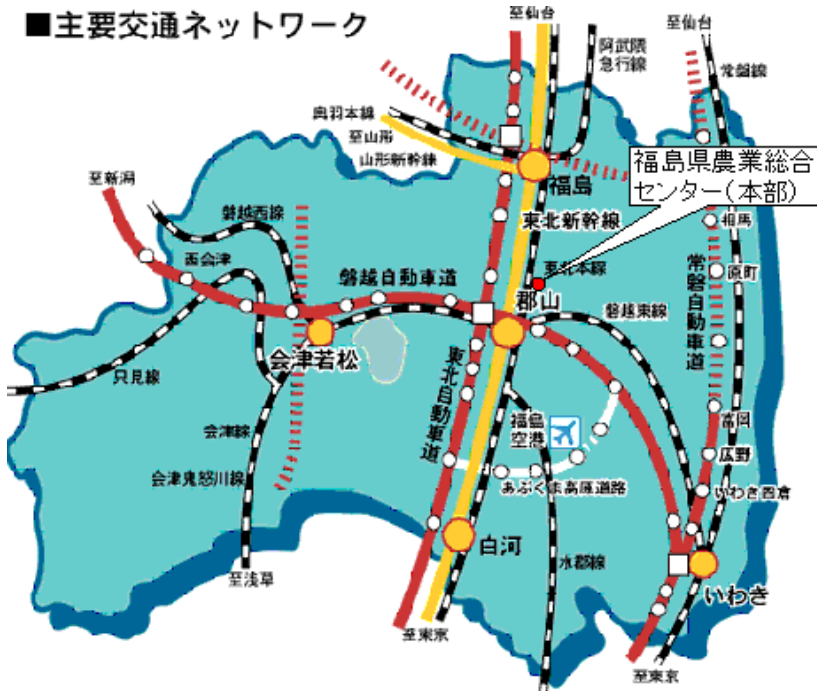 ■主要交通ネットワーク
至仙台
至仙台
阿武隈
急行線
常盤線
奥羽本線
至山形
山形新幹線
福島県農業総合
センター(本部)
福島
至新潟
磐越西線
東北新幹線
相馬
西会津
磐越自動車道
東北本線
原町
常磐自動車道
郡山
磐越東線
会津若松
只見線
東北自動車道
福島
空港
富岡
会津線
広野
会津鬼怒川線
あぶくま高原道路
いわき四倉
白河
水郡線
至浅草
いわき
至東京
至東京